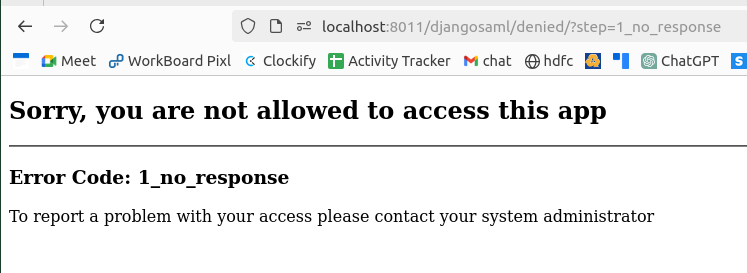 localhost:8011/djangosaml/denied/?step=1_no_response
Meet WorkBoard Pixl Clockify Activity Tracker chat hdfc ChatGPT S
Sorry, you are not allowed to access this app
Error Code: 1_no_response
To report a problem with your access please contact your system administrator